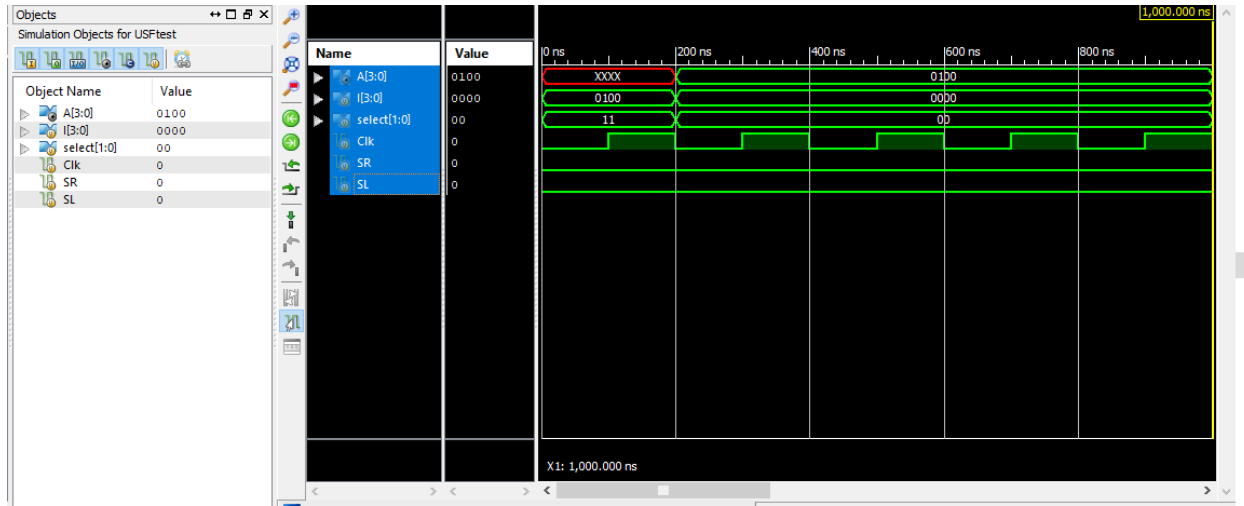 Objects
Simulation Objects for USFtest
Object Name Value
A[3:0] 0100
I[3:0] 0000
select[1:0] 00
Clk 0
SR 0
SL 0
1,000.000 ns
Name Value
0 ns 200 ns 400 ns 600 ns 800 ns
A[3:0] 0100 XXXX 0100
I[3:0] 0000 0100 0000
select[1:0] 00 11 00
Clk 0
SR 0
SL 0
X1: 1,000.000 ns